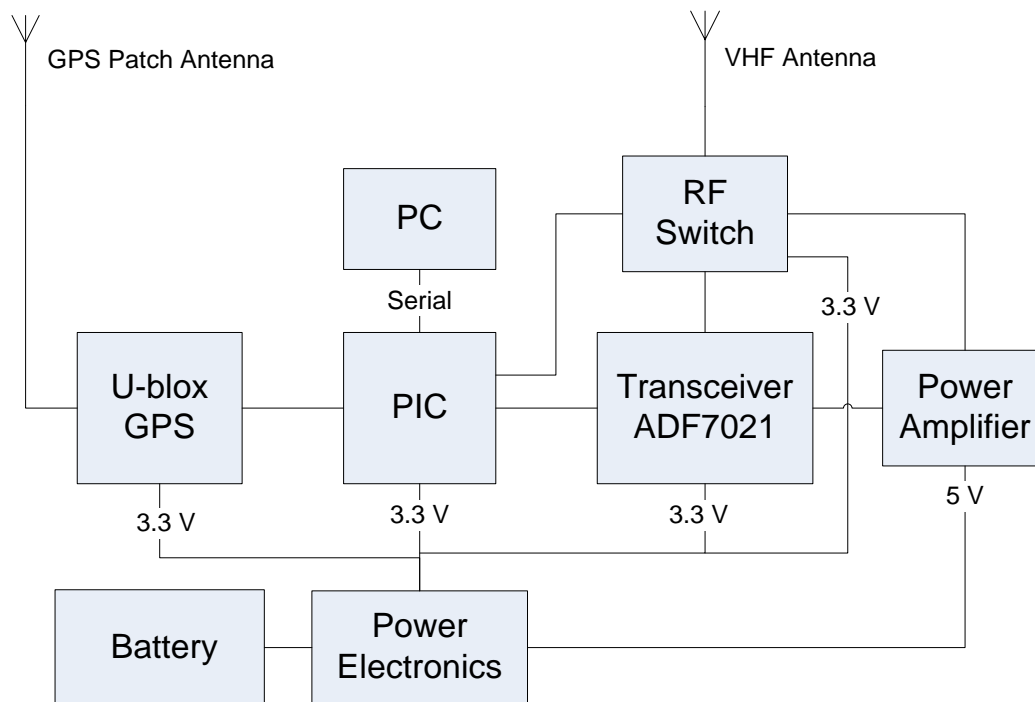 GPS Patch Antenna
VHF Antenna
RF
Switch
PC
Serial
3.3 V
U-blox
GPS
PIC
Transceiver
ADF7021
Power
Amplifier
3.3 V
3.3 V
3.3 V
5 V
Battery
Power
Electronics